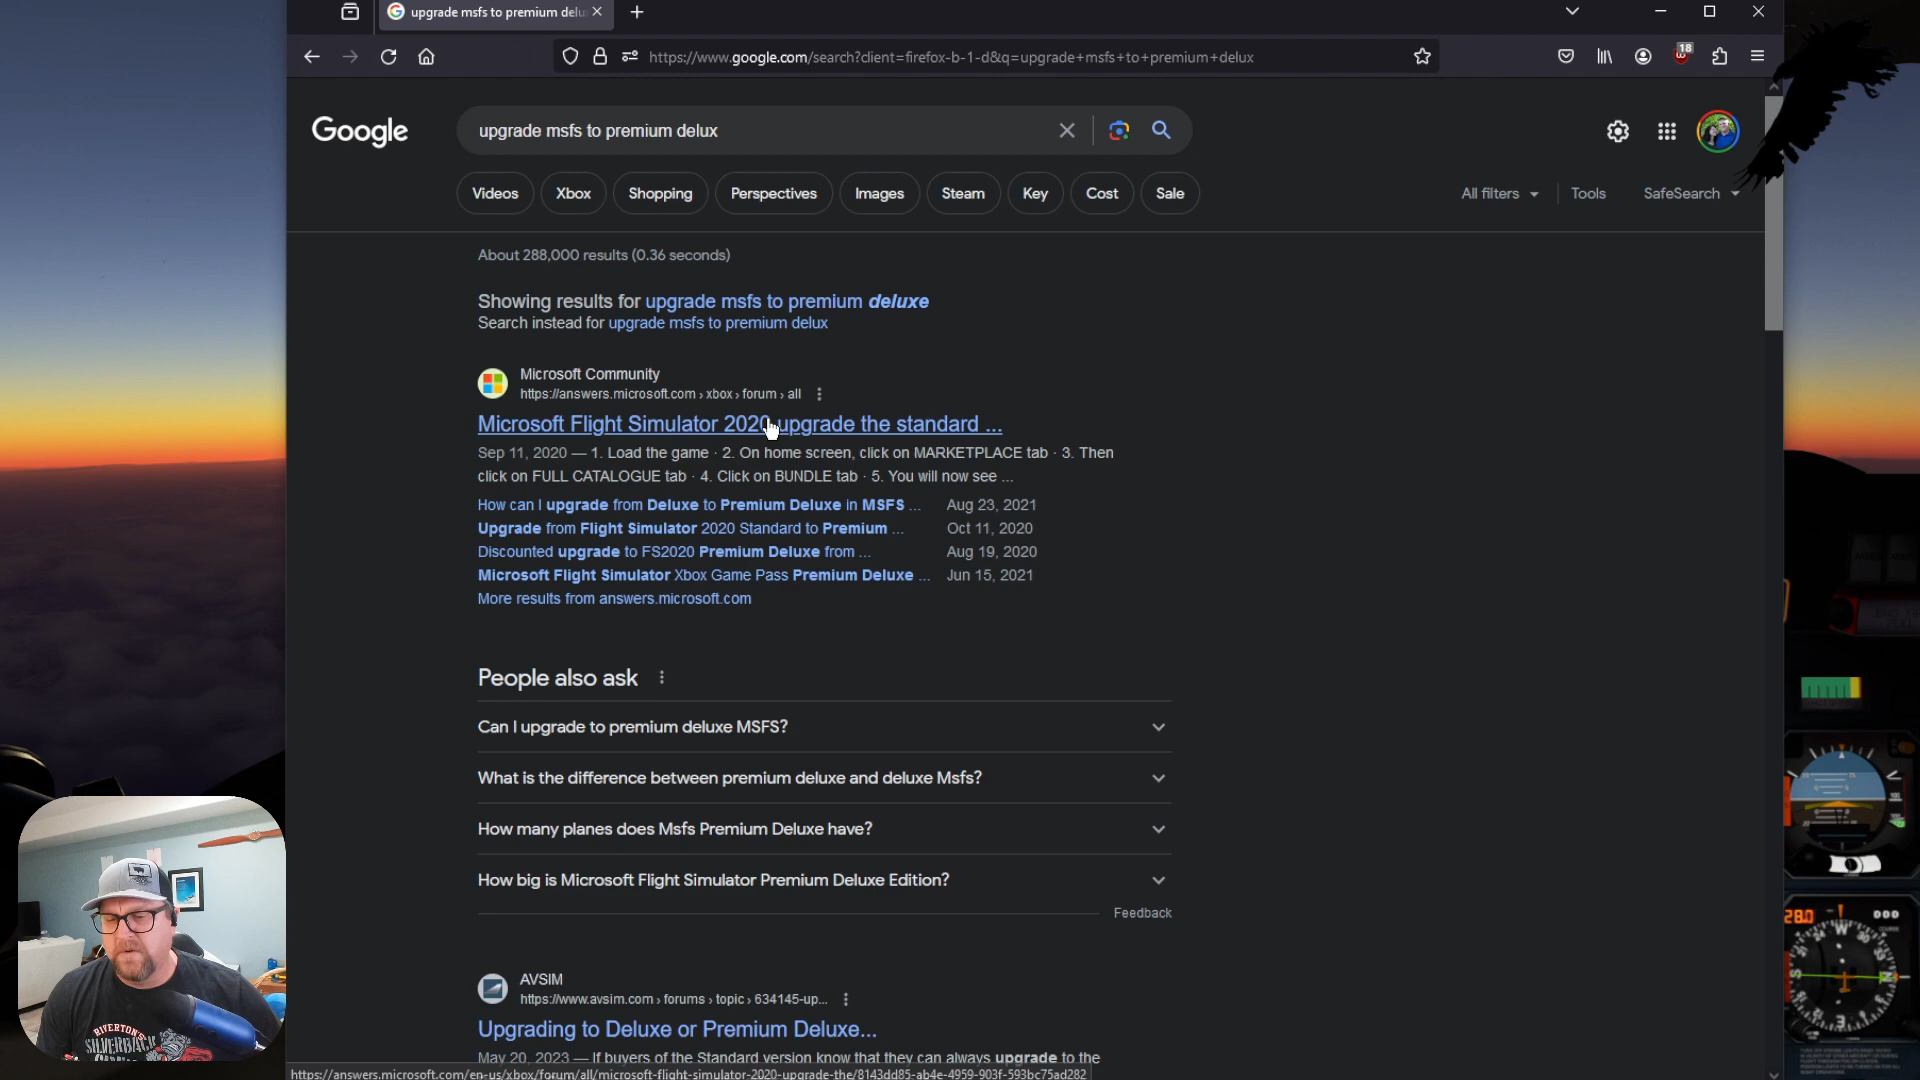 upgrade msfs to premium delu
https://www.google.com/search?client=firefox-b-1-d&q=upgrade+msfs+to+premium+delux
18
Google
upgrade msfs to premium delux
Videos
Xbox
Shopping
Perspectives
Images
Steam
Key
Cost
Sale
All filters
Tools
SafeSearch
About 288,000 results (0.36 seconds)
Showing results for upgrade msfs to premium deluxe
Search instead for upgrade msfs to premium delux
Microsoft Community
https://answers.microsoft.com › xbox › forum › all
Microsoft Flight Simulator 2020 upgrade the standard ...
Sep 11, 2020 — 1. Load the game · 2. On home screen, click on MARKETPLACE tab · 3. Then
click on FULL CATALOGUE tab · 4. Click on BUNDLE tab · 5. You will now see ...
How can I upgrade from Deluxe to Premium Deluxe in MSFS ... Aug 23, 2021
Upgrade from Flight Simulator 2020 Standard to Premium ... Oct 11, 2020
Discounted upgrade to FS2020 Premium Deluxe from ... Aug 19, 2020
Microsoft Flight Simulator Xbox Game Pass Premium Deluxe ... Jun 15, 2021
More results from answers.microsoft.com
People also ask
Can I upgrade to premium deluxe MSFS?
What is the difference between premium deluxe and deluxe Msfs?
How many planes does Msfs Premium Deluxe have?
How big is Microsoft Flight Simulator Premium Deluxe Edition?
Feedback
AVSIM
https://www.avsim.com › forums › topic › 634145-up...
Upgrading to Deluxe or Premium Deluxe...
May 20, 2023 — If buyers of the Standard version know that they can always upgrade to the
https://answers.microsoft.com/en-us/xbox/forum/all/microsoft-flight-simulator-2020-upgrade-the/8143dd85-ab4e-4959-903f-593bc75ad282
RIVERTON'S
SILVERBACK
28.0
000
COURSE
W
30
33
N
S